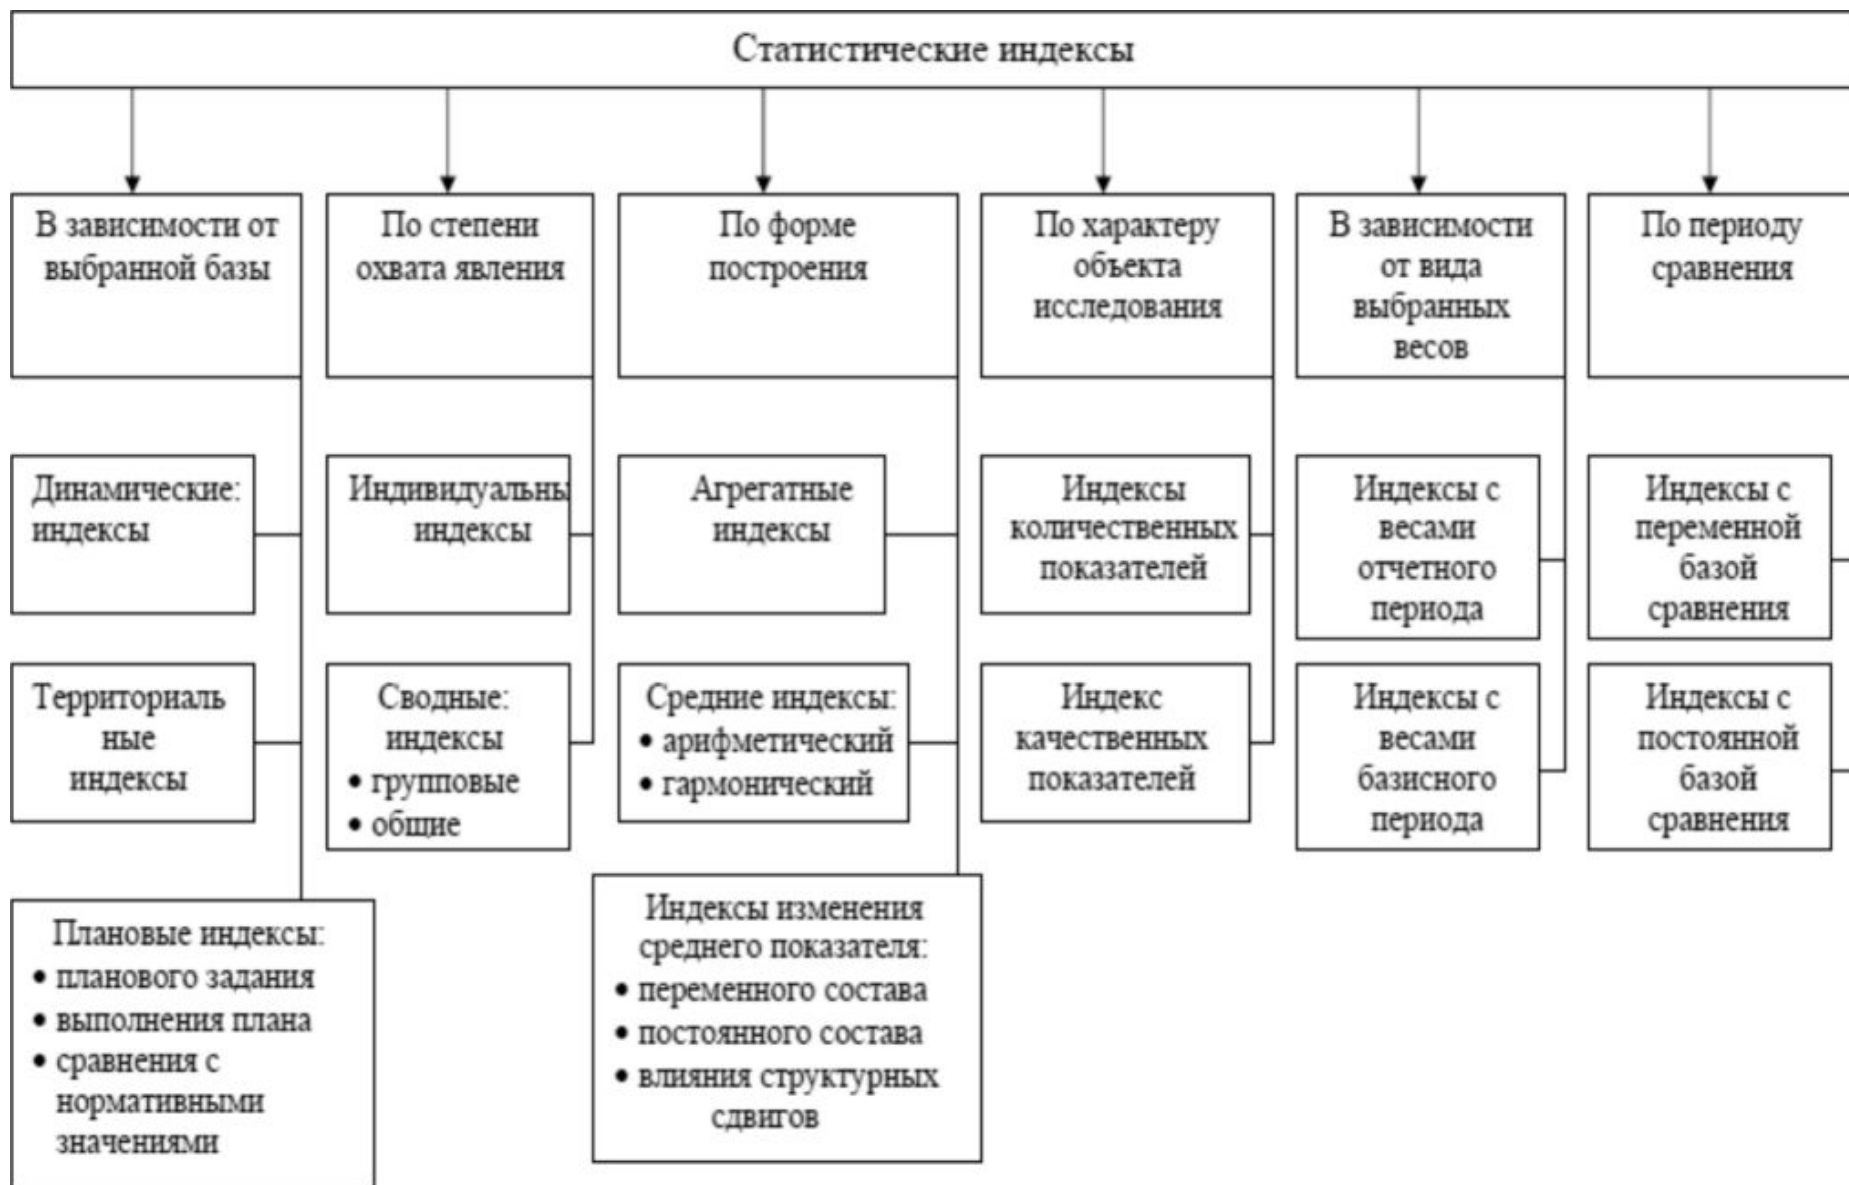 Статистические индексы
В зависимости от
выбранной базы
По степени
охвата явления
По форме
построения
По характеру
объекта
исследования
В зависимости
от вида
выбранных
весов
По периоду
сравнения
Динамические:
индексы
Индивидуальны
индексы
Агрегатные
индексы
Индексы
количественных
показателей
Индексы с
весами
отчетного
периода
Индексы с
переменной
базой
сравнения
Территориаль
ные
индексы
Сводные:
индексы
• групповые
• общие
Средние индексы:
• арифметический
• гармонический
Индекс
качественных
показателей
Индексы с
весами
базисного
периода
Индексы с
постоянной
базой
сравнения
Плановые индексы:
• планового задания
• выполнения плана
• сравнения с
нормативными
значениями
Индексы изменения
среднего показателя:
• переменного состава
• постоянного состава
• влияния структурных
сдвигов